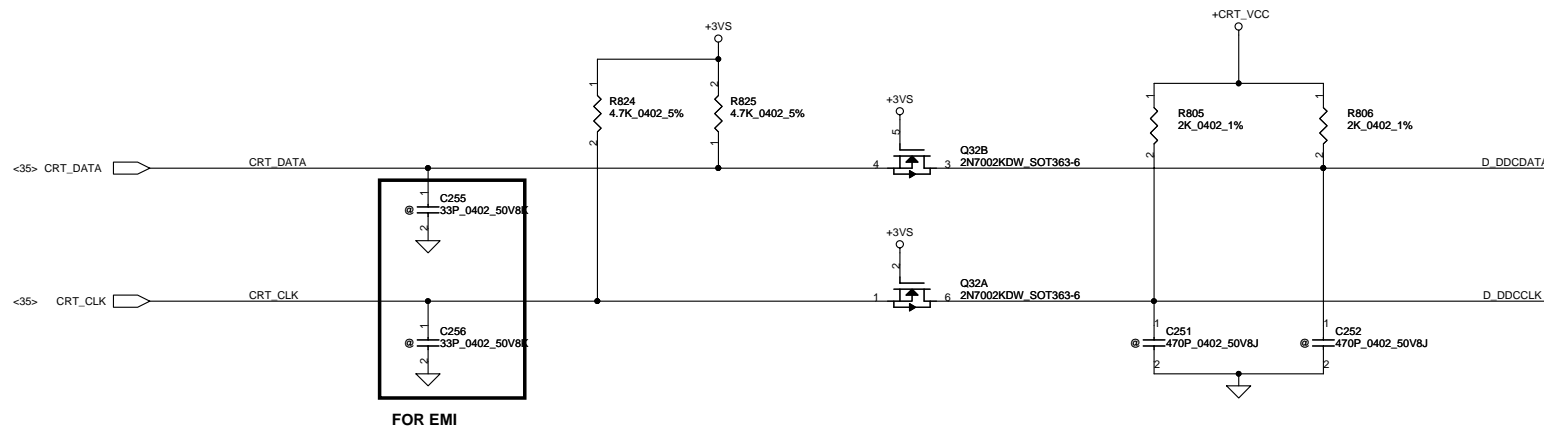 +CRT_VCC
+3VS
1
R824
4.7K_0402_5%
2
2
R825
4.7K_0402_5%
1
+3VS
5
1
R805
2K_0402_1%
2
1
R806
2K_0402_1%
2
Q32B
2N7002KDW_SOT363-6
<35> CRT_DATA
CRT_DATA
4
3
D_DDCDATA
1
C255
@
33P_0402_50V8K
2
+3VS
2
Q32A
2N7002KDW_SOT363-6
<35> CRT_CLK
CRT_CLK
1
6
D_DDCCLK
1
C256
@
33P_0402_50V8K
2
1
C251
@
470P_0402_50V8J
2
1
C252
@
470P_0402_50V8J
2
FOR EMI